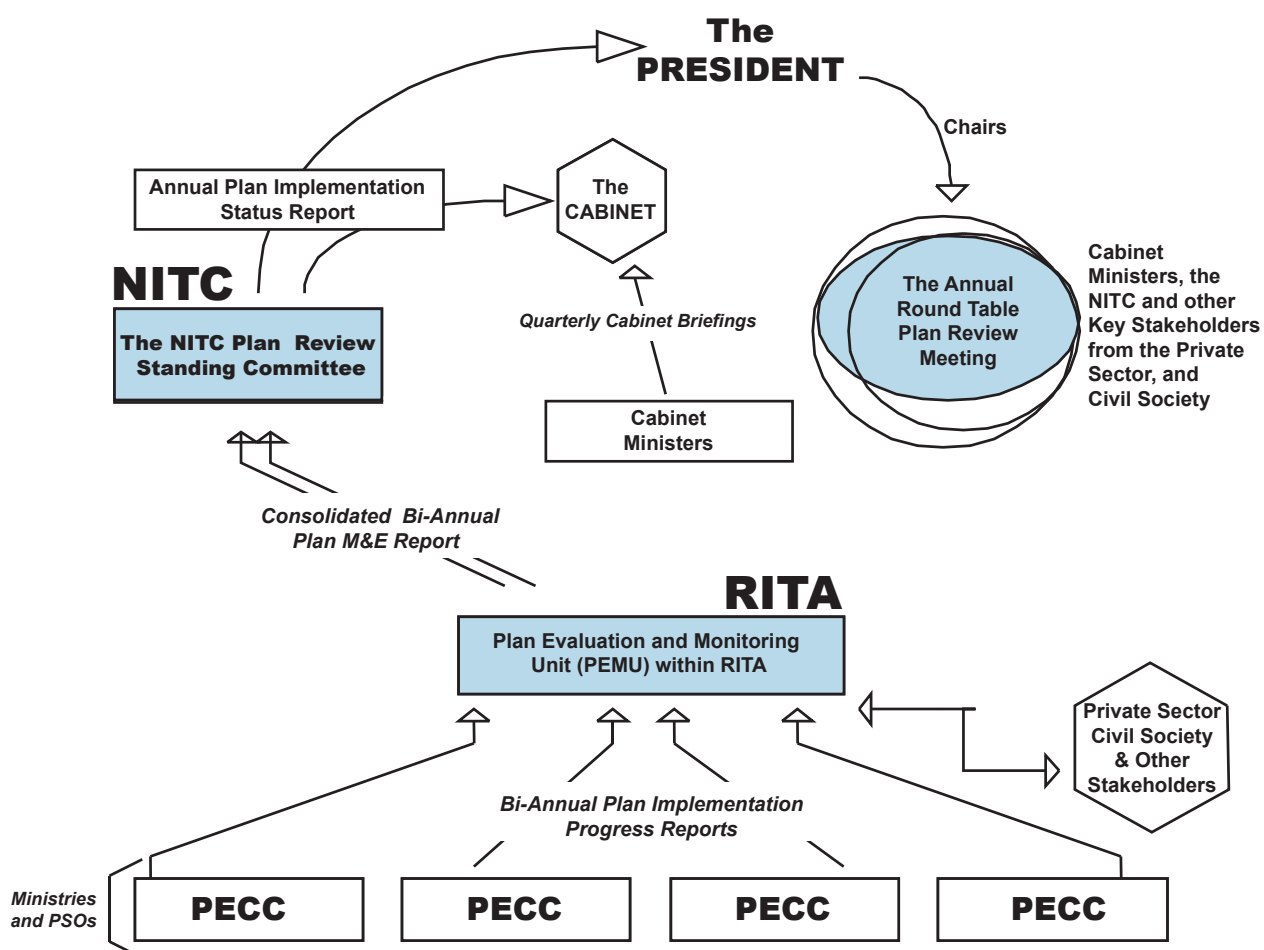 The
PRESIDENT
Chairs
Annual Plan Implementation
Status Report
The
CABINET
NITC
The NITC Plan Review
Standing Committee
Quarterly Cabinet Briefings
Cabinet
Ministers
The Annual
Round Table
Plan Review
Meeting
Cabinet
Ministers, the
NITC and other
Key Stakeholders
from the Private
Sector, and
Civil Society
Consolidated Bi-Annual
Plan M&E Report
RITA
Plan Evaluation and Monitoring
Unit (PEMU) within RITA
Private Sector
Civil Society
& Other
Stakeholders
Bi-Annual Plan Implementation
Progress Reports
Ministries
and PSOs
PECC
PECC
PECC
PECC